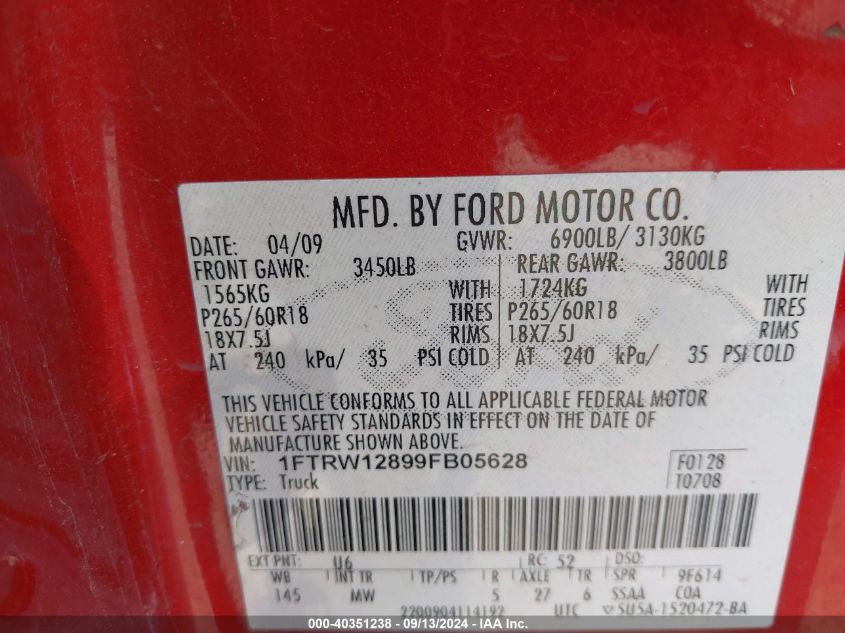 MFD. BY FORD MOTOR CO.
DATE: 04/09 GVWR: 6900LB/ 3130KG
FRONT GAWR: 3450LB REAR GAWR: 3800LB
1565KG WITH 1724KG WITH
P265/60R18 TIRES P265/60R18 TIRES
18X7.5J RIMS 18X7.5J RIMS
AT 240 kPa/ 35 PSI COLD AT 240 kPa/ 35 PSI COLD
THIS VEHICLE CONFORMS TO ALL APPLICABLE FEDERAL MOTOR
VEHICLE SAFETY STANDARDS IN EFFECT ON THE DATE OF
MANUFACTURE SHOWN ABOVE.
VIN: 1FTRW12899FB05628 F0128
TYPE: Truck T0708
EXT PNT: U6 RC: 52 DSO:
WB INT TR TP/PS R AXLE TR SPR 9F614
145 MW 5 27 6 SSAA COA
2200904114192 UTC 5U5A-1520472-BA
000-40351238 - 09/13/2024 - IAAI.COM